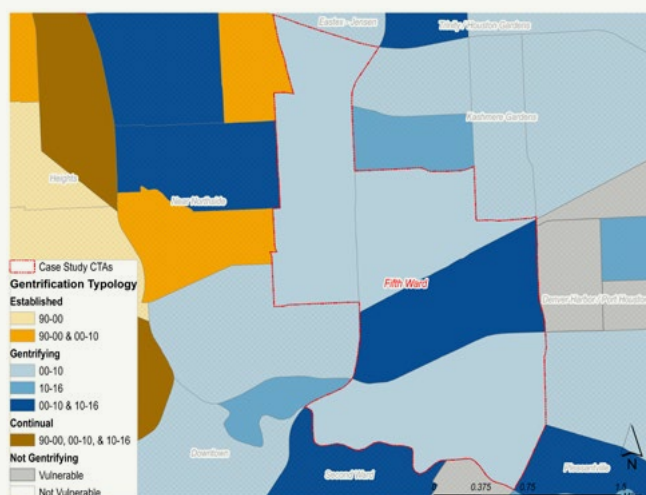 Eastex - Jensen
Trinity / Houston Gardens
Kashmere Gardens
Heights
Near Northside
Case Study CTAs
Gentrification Typology
Established
90-00
90-00 & 00-10
Gentrifying
00-10
10-16
00-10 & 10-16
Continual
90-00, 00-10, & 10-16
Not Gentrifying
Vulnerable
Not Vulnerable
Fifth Ward
Denver Harbor / Port Houston
Downtown
Second Ward
Pleasantville
N
0 0.375 0.75 1.5